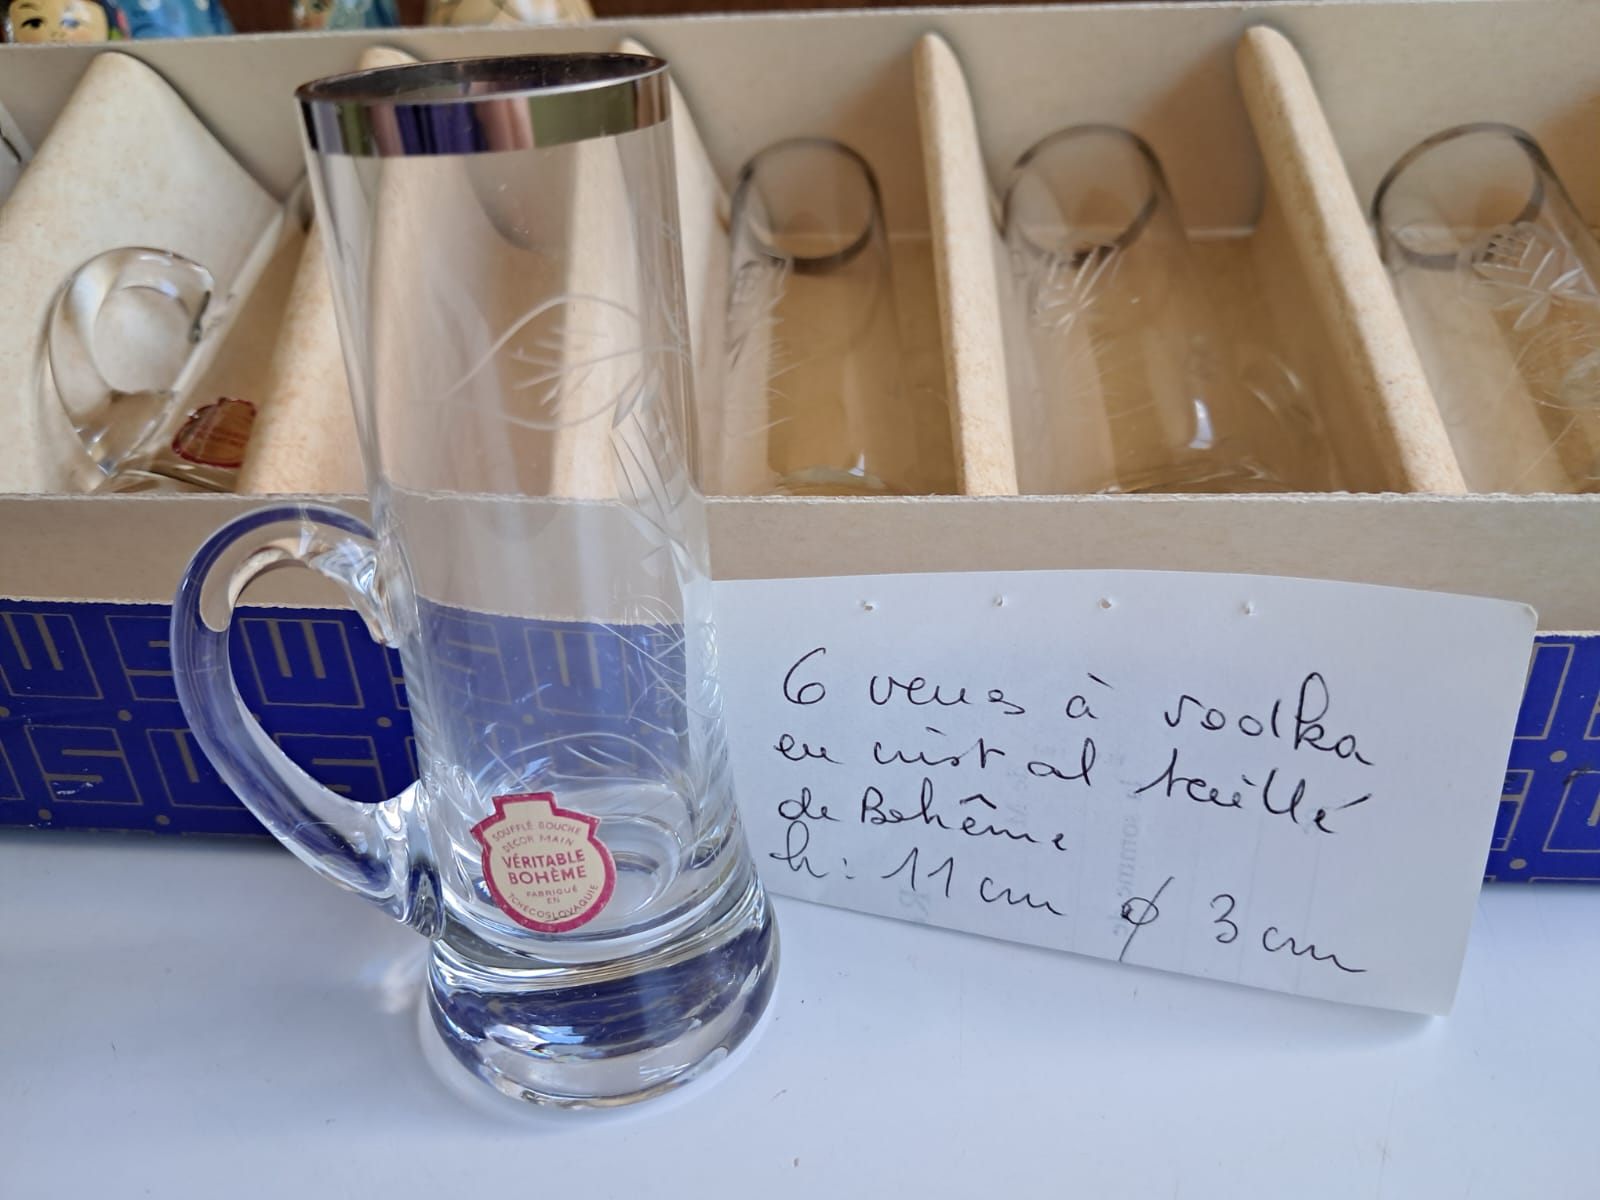 6 verres à vodka
en cristal taillé
de Bohême
h: 11 cm ϕ 3 cm
SOUFFLÉ BOUCHE
DÉCOR MAIN
VÉRITABLE
BOHÈME
FABRIQUÉ
EN
TCHÉCOSLOVAQUIE